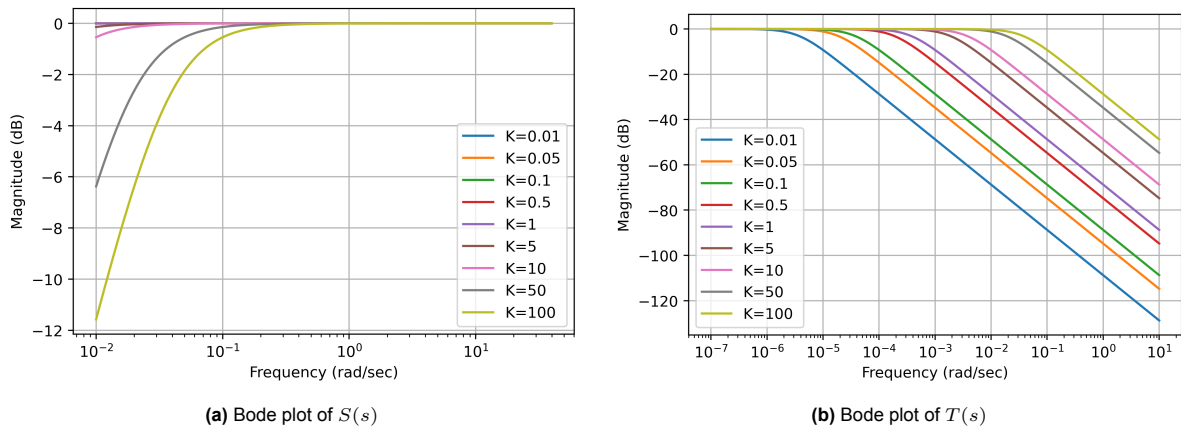 0
−2
−4
−6
−8
−10
−12
Magnitude (dB)
10⁻²
10⁻¹
10⁰
10¹
Frequency (rad/sec)
K=0.01
K=0.05
K=0.1
K=0.5
K=1
K=5
K=10
K=50
K=100
(a) Bode plot of S(s)
0
−20
−40
−60
−80
−100
−120
Magnitude (dB)
10⁻⁷
10⁻⁶
10⁻⁵
10⁻⁴
10⁻³
10⁻²
10⁻¹
10⁰
10¹
Frequency (rad/sec)
K=0.01
K=0.05
K=0.1
K=0.5
K=1
K=5
K=10
K=50
K=100
(b) Bode plot of T(s)